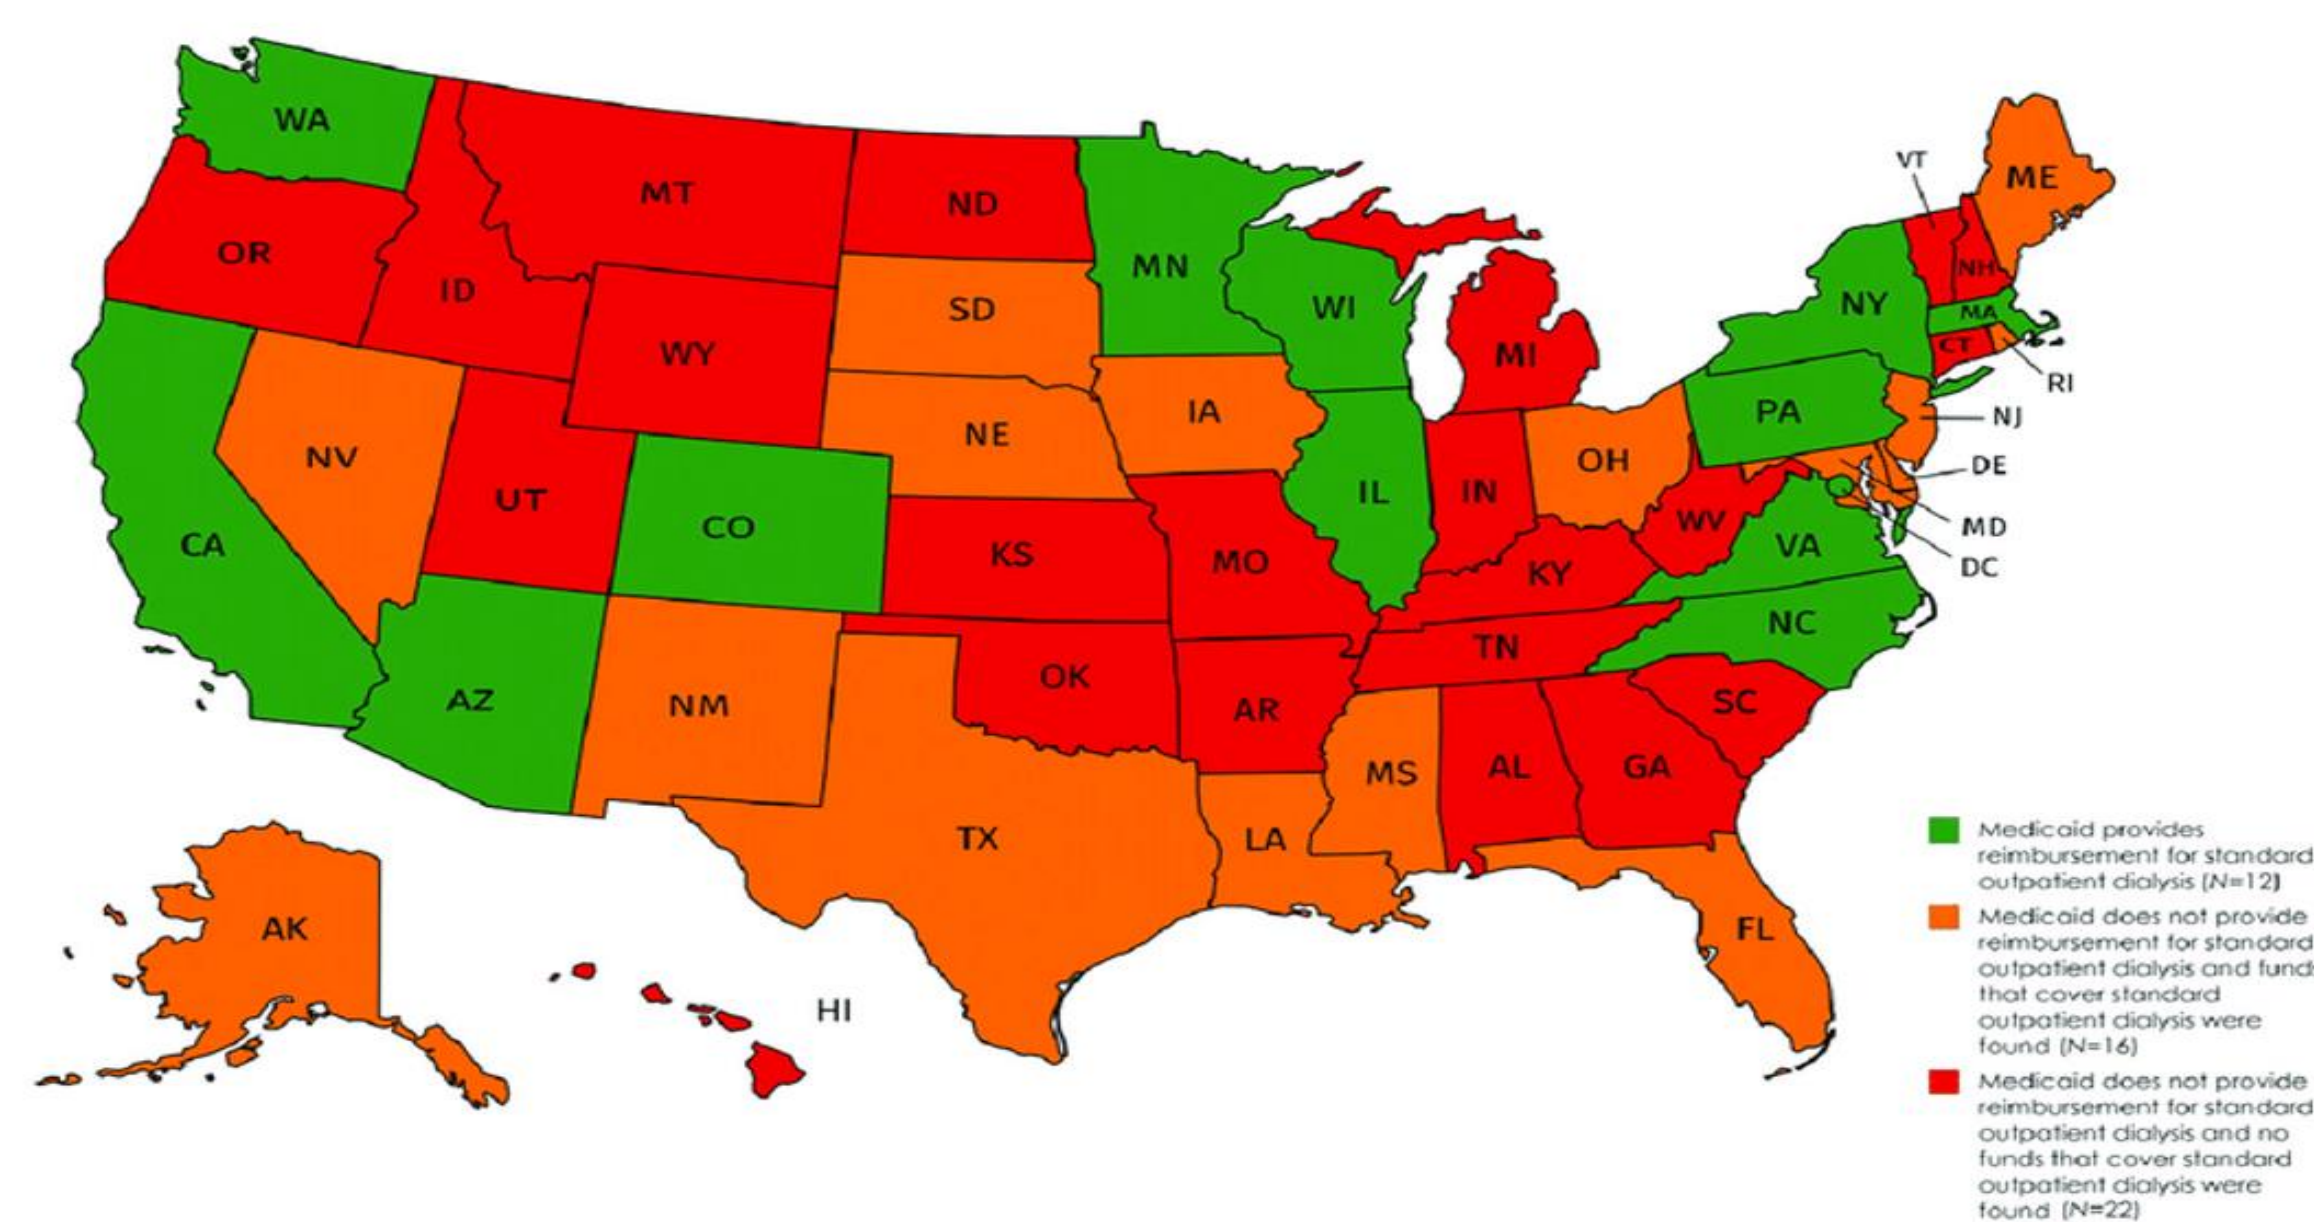 WA
MT
ND
OR
ID
MN
SD
WI
WY
MI
VT
ME
NH
NY
MA
CT
RI
NE
IA
PA
NJ
NV
UT
CO
IL
IN
OH
DE
CA
KS
MO
WV
KY
VA
MD
DC
NC
TN
AZ
NM
OK
AR
SC
MS
AL
GA
TX
LA
AK
HI
FL
Medicaid provides
reimbursement for standard
outpatient dialysis (N=12)
Medicaid does not provide
reimbursement for standard
outpatient dialysis and fund
that cover standard
outpatient dialysis were
found (N=16)
Medicaid does not provide
reimbursement for standard
outpatient dialysis and no
funds that cover standard
outpatient dialysis were
found (N=22)